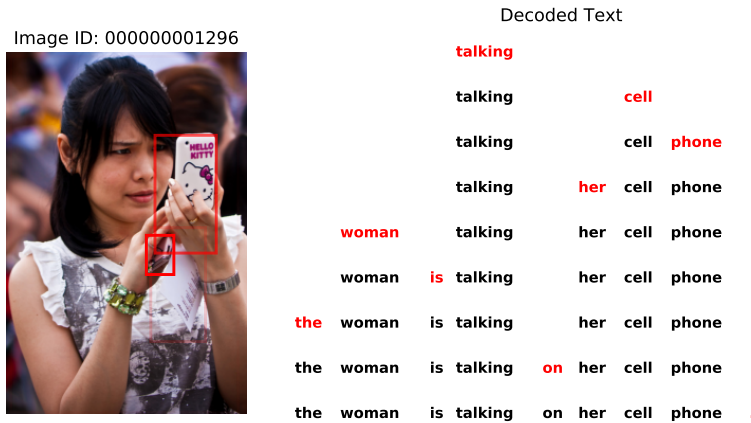 Decoded Text
Image ID: 000000001296
HELLO
KITTY
talking
talking cell
talking cell phone
talking her cell phone
woman talking her cell phone
woman is talking her cell phone
the woman is talking her cell phone
the woman is talking on her cell phone
the woman is talking on her cell phone